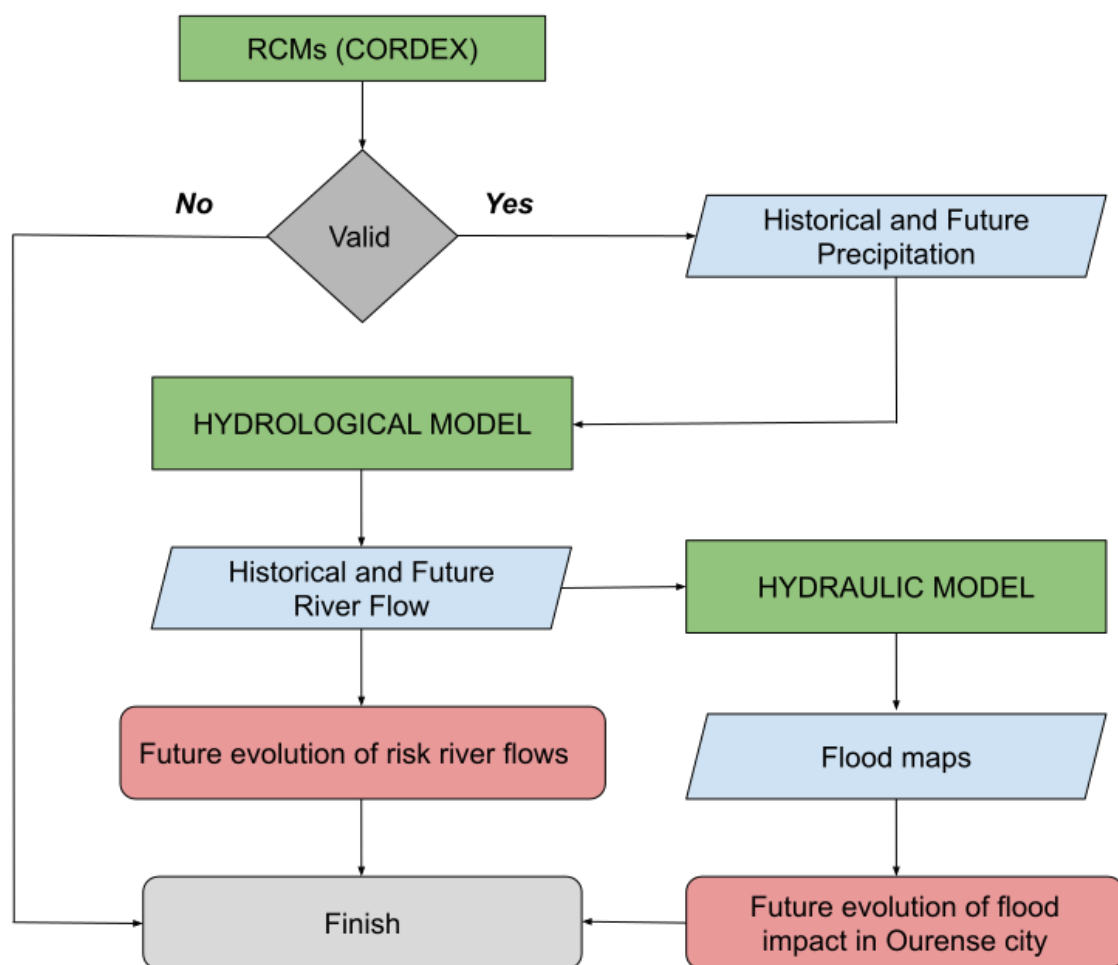 RCMs (CORDEX)
No
Yes
Valid
Historical and Future
Precipitation
HYDROLOGICAL MODEL
Historical and Future
River Flow
HYDRAULIC MODEL
Future evolution of risk river flows
Flood maps
Finish
Future evolution of flood
impact in Ourense city